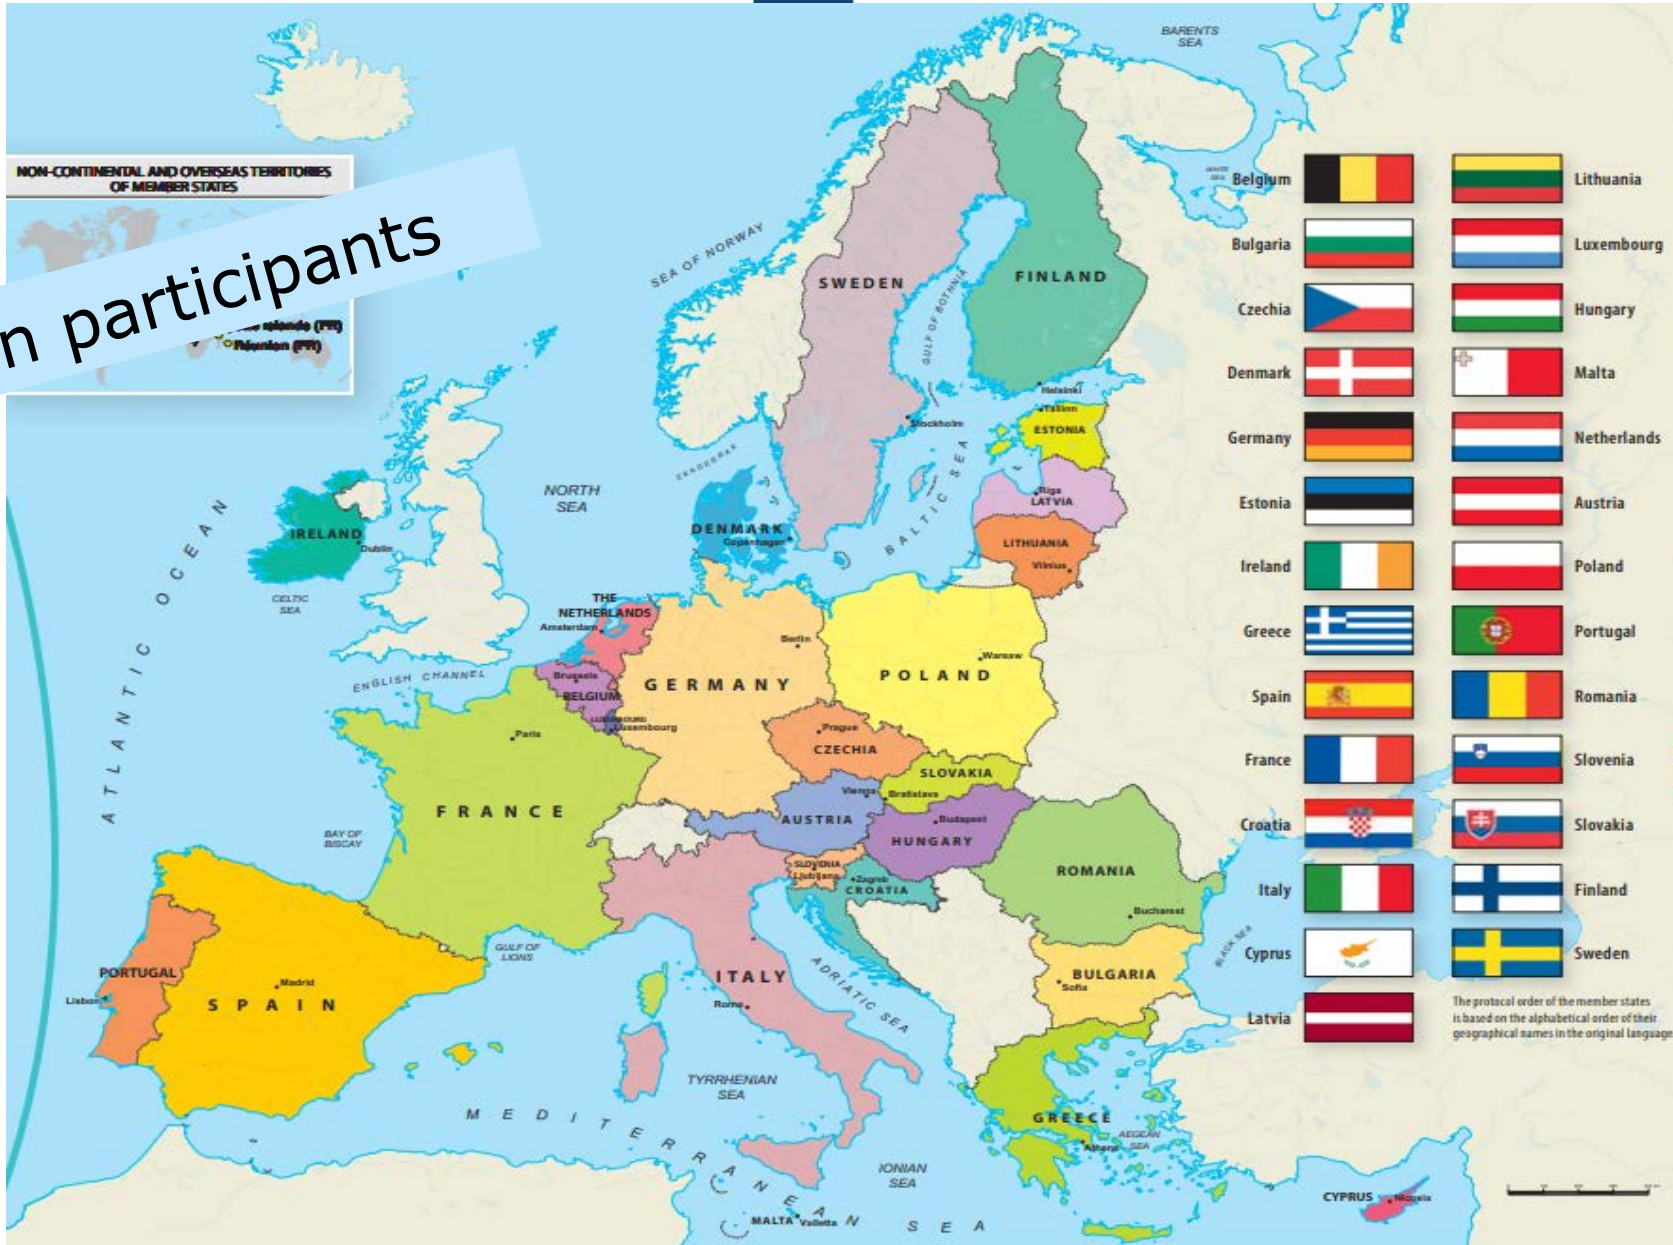 BARENTS
SEA
NON-CONTINENTAL AND OVERSEAS TERRITORIES
OF MEMBER STATES
n participants
Réunion (FR)
SEA OF NORWAY
SWEDEN
FINLAND
GULF OF BOTHNIA
Helsinki
Tallinn
ESTONIA
Stockholm
SKAGERRAK
BALTIC SEA
Riga
LATVIA
NORTH
SEA
DENMARK
Copenhagen
LITHUANIA
Vilnius
IRELAND
Dublin
CELTIC
SEA
ATLANTIC OCEAN
THE
NETHERLANDS
Amsterdam
ENGLISH CHANNEL
Brussels
BELGIUM
LUXEMBOURG
Luxembourg
Berlin
GERMANY
Warsaw
POLAND
Paris
FRANCE
Prague
CZECHIA
SLOVAKIA
Vienna
Bratislava
AUSTRIA
Budapest
HUNGARY
BAY OF
BISCAY
SLOVENIA
Ljubljana
Zagreb
CROATIA
ROMANIA
Bucharest
BLACK SEA
GULF OF
LIONS
PORTUGAL
Lisbon
Madrid
SPAIN
ITALY
Rome
ADRIATIC SEA
BULGARIA
Sofia
TYRRHENIAN
SEA
MEDITERRANEAN SEA
GREECE
Athens
AEGEAN
SEA
IONIAN
SEA
MALTA Valletta
CYPRUS Nicosia
WHITE
SEA
Belgium Lithuania
Bulgaria Luxembourg
Czechia Hungary
Denmark Malta
Germany Netherlands
Estonia Austria
Ireland Poland
Greece Portugal
Spain Romania
France Slovenia
Croatia Slovakia
Italy Finland
Cyprus Sweden
Latvia
The protocol order of the member states
is based on the alphabetical order of their
geographical names in the original language